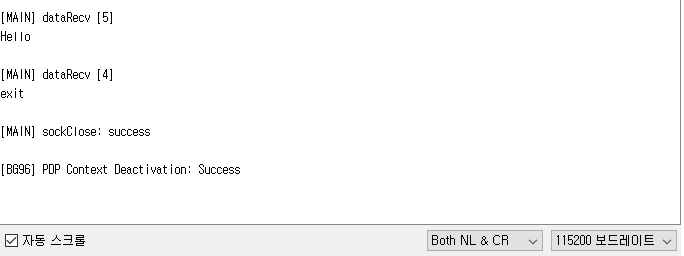 [MAIN] dataRecv [5]
Hello
[MAIN] dataRecv [4]
exit
[MAIN] sockClose: success
[BG96] PDP Context Deactivation: Success
자동 스크롤
Both NL & CR
115200 보드레이트